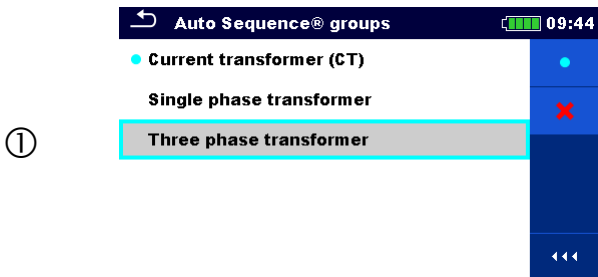 Auto Sequence® groups 09:44
Current transformer (CT)
Single phase transformer
① Three phase transformer